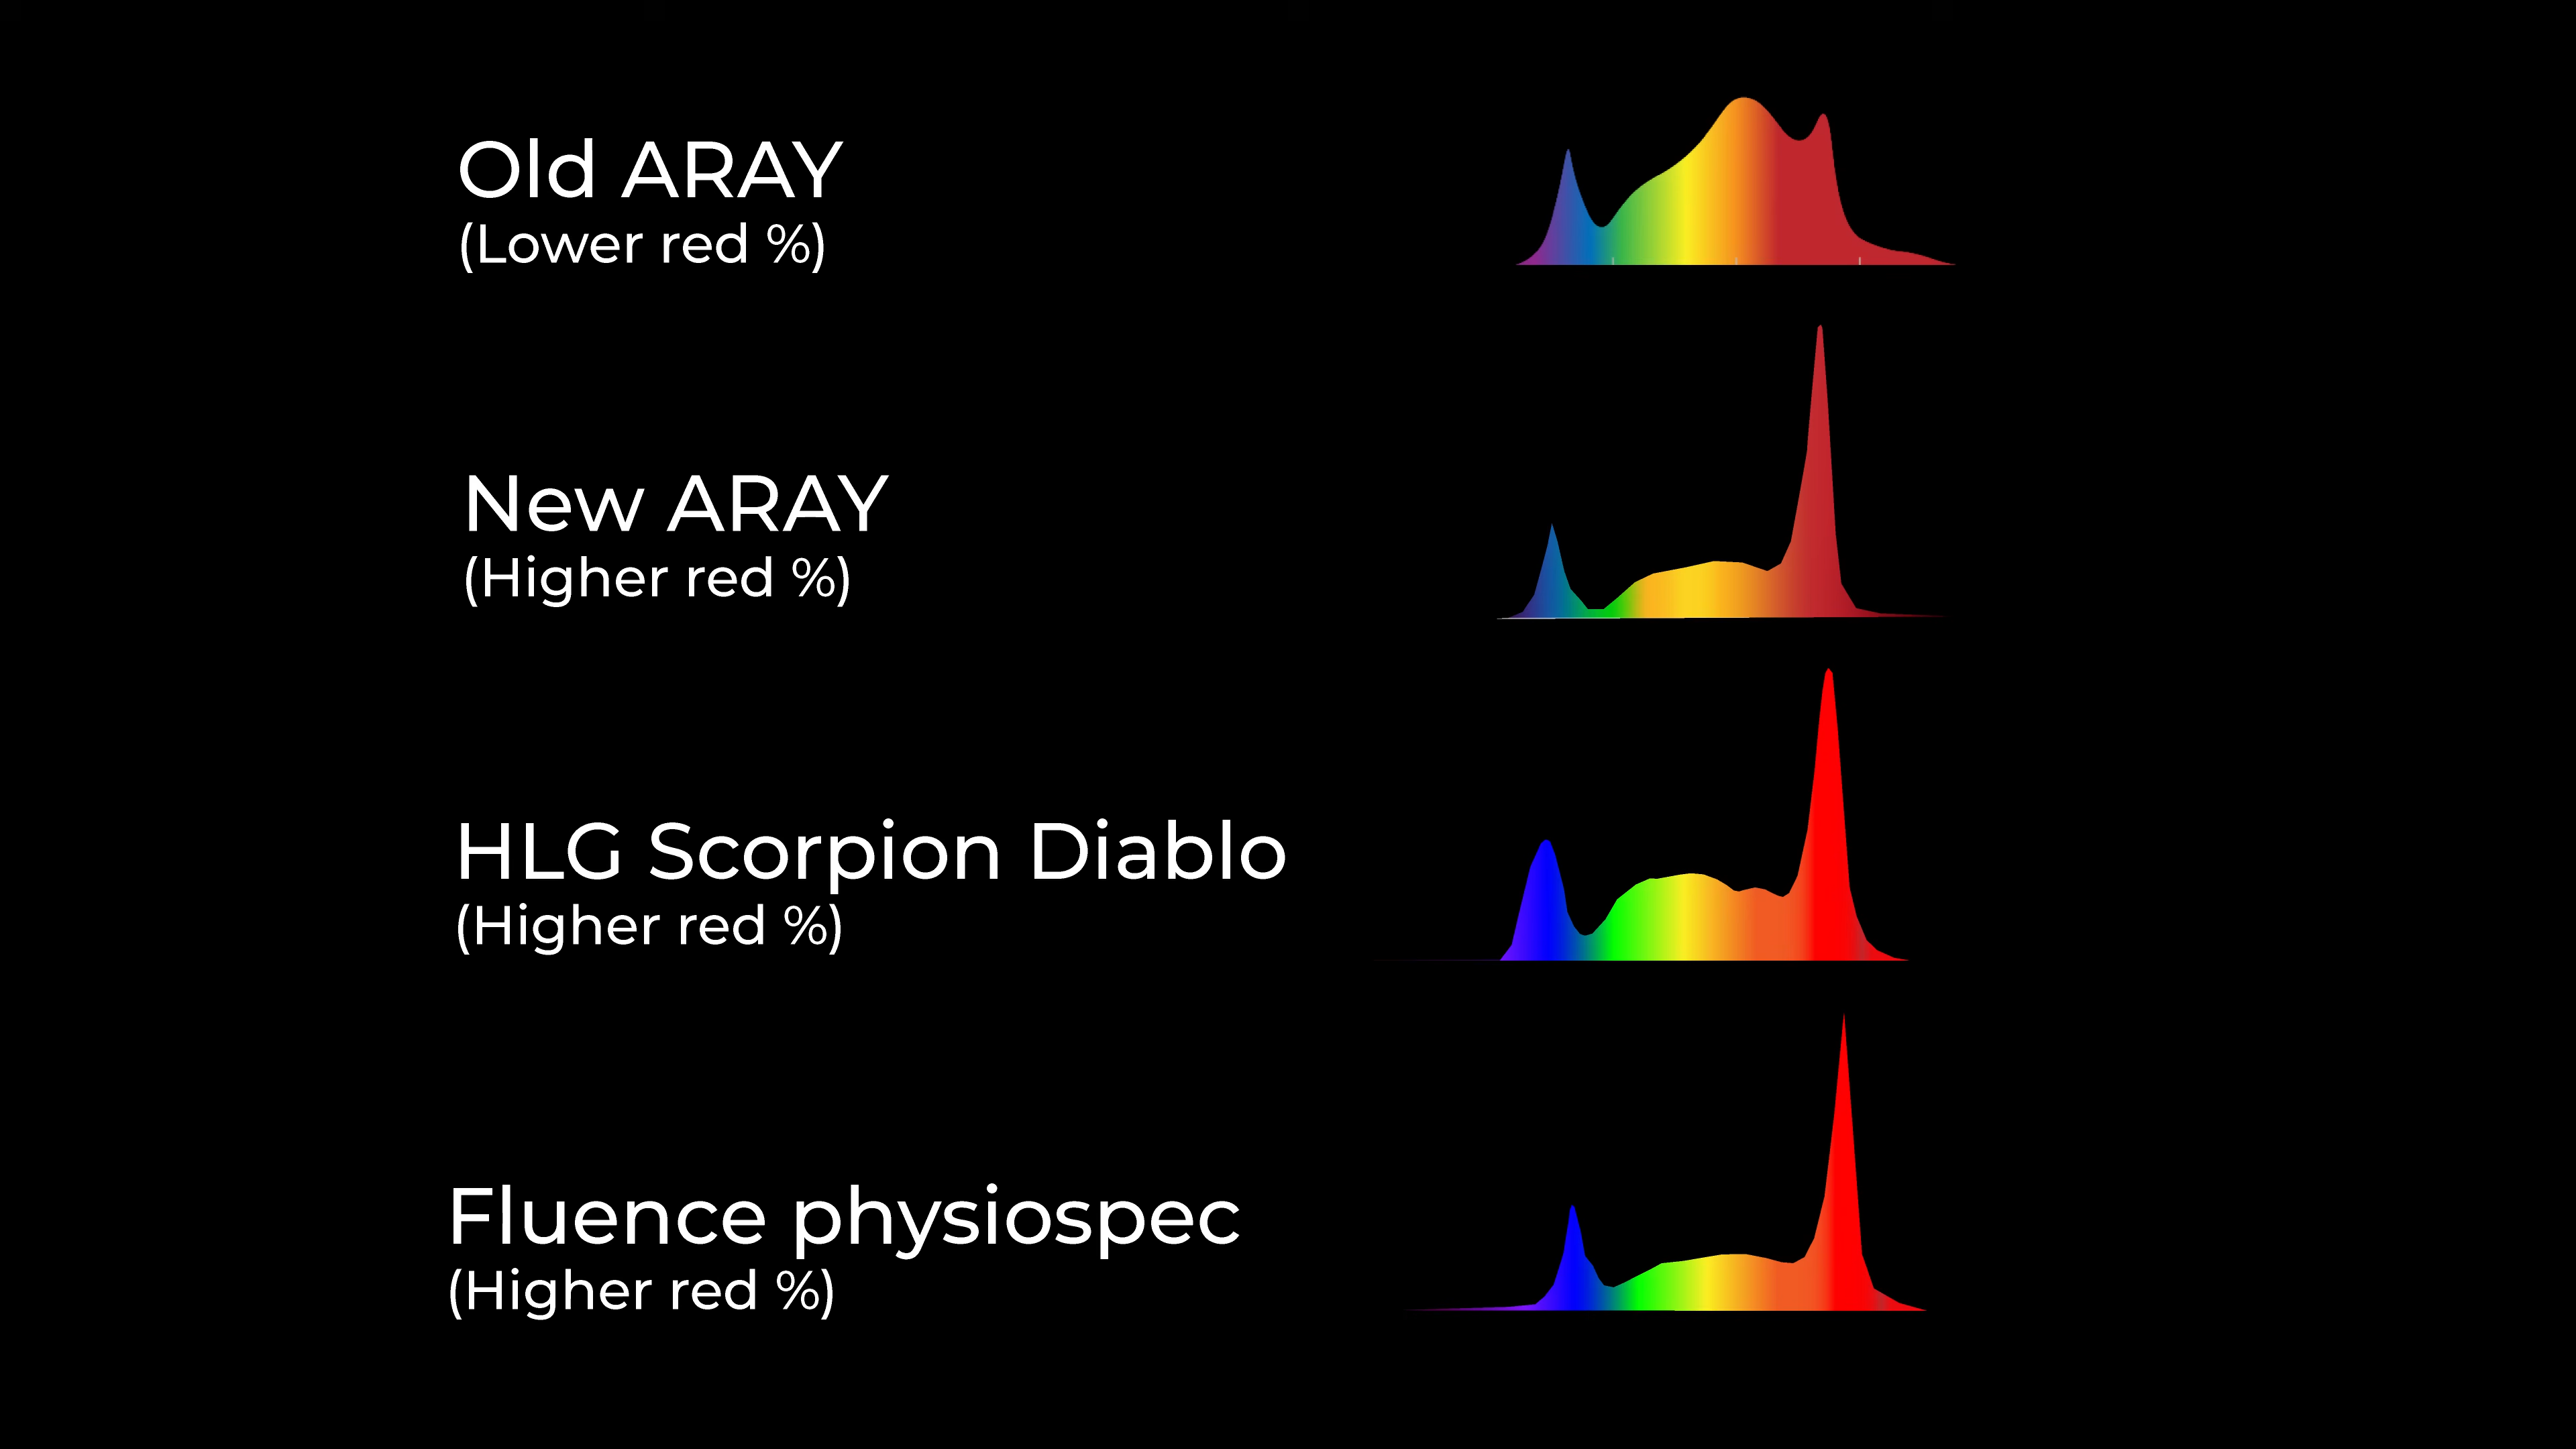 Old ARAY
(Lower red %)
New ARAY
(Higher red %)
HLG Scorpion Diablo
(Higher red %)
Fluence physiospec
(Higher red %)